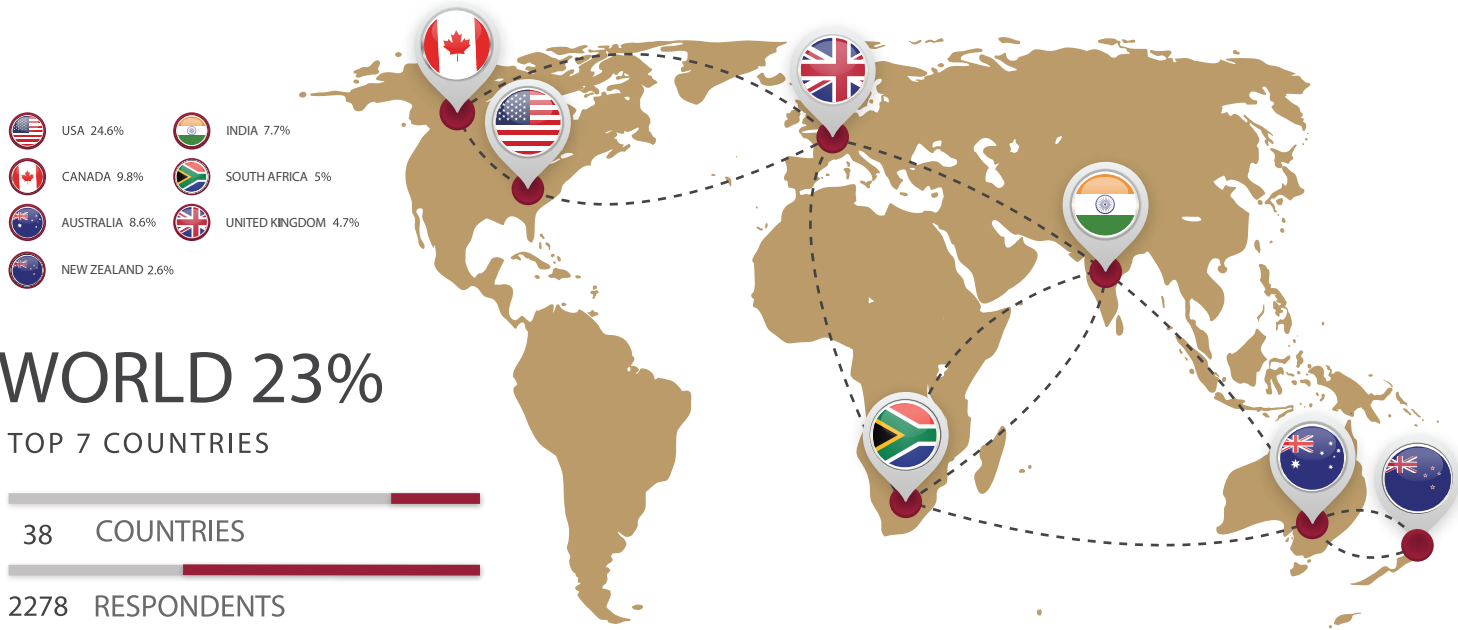 USA 24.6%
INDIA 7.7%
CANADA 9.8%
SOUTH AFRICA 5%
AUSTRALIA 8.6%
UNITED KINGDOM 4.7%
NEW ZEALAND 2.6%
WORLD 23%
TOP 7 COUNTRIES
38 COUNTRIES
2278 RESPONDENTS